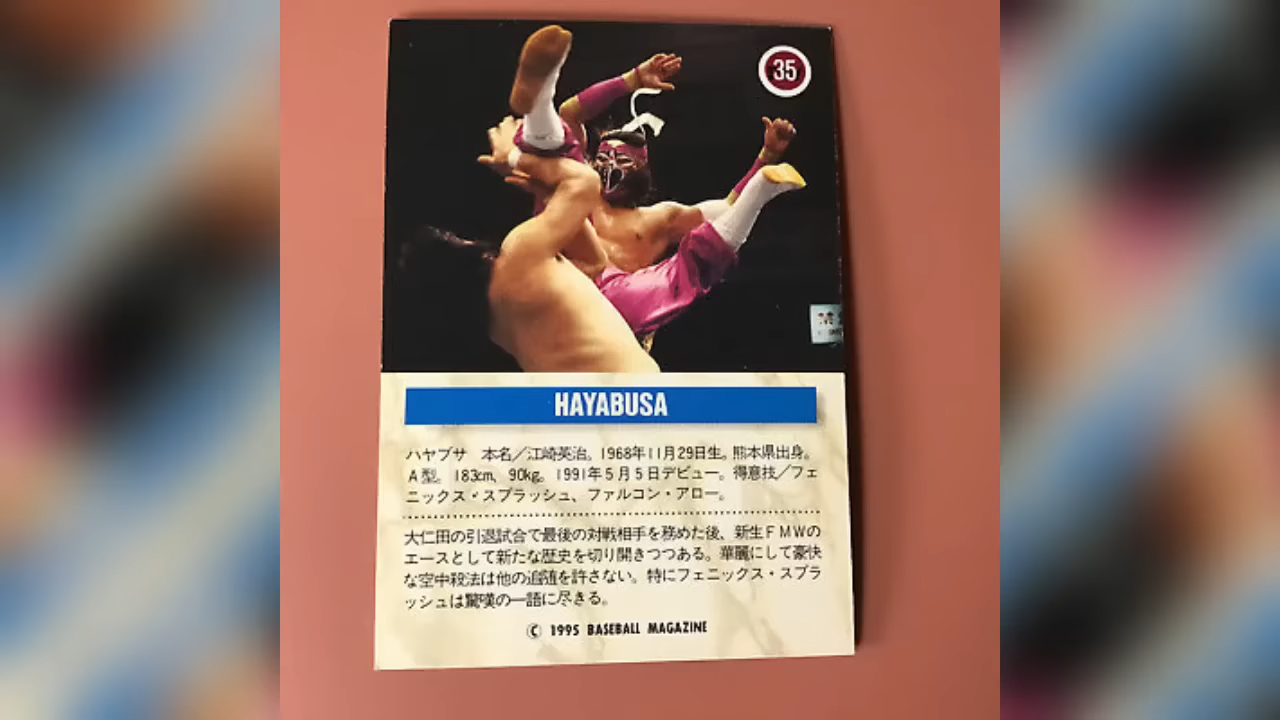 35
HAYABUSA
ハヤブサ　本名／江崎英治。1968年11月29日生。熊本県出身。
A型。183cm、90kg。1991年5月5日デビュー。得意技／フェ
ニックス・スプラッシュ、ファルコン・アロー。
大仁田の引退試合で最後の対戦相手を務めた後、新生FMWの
エースとして新たな歴史を切り開きつつある。華麗にして豪快
な空中殺法は他の追随を許さない。特にフェニックス・スプラ
ッシュは驚嘆の一語に尽きる。
© 1995 BASEBALL MAGAZINE